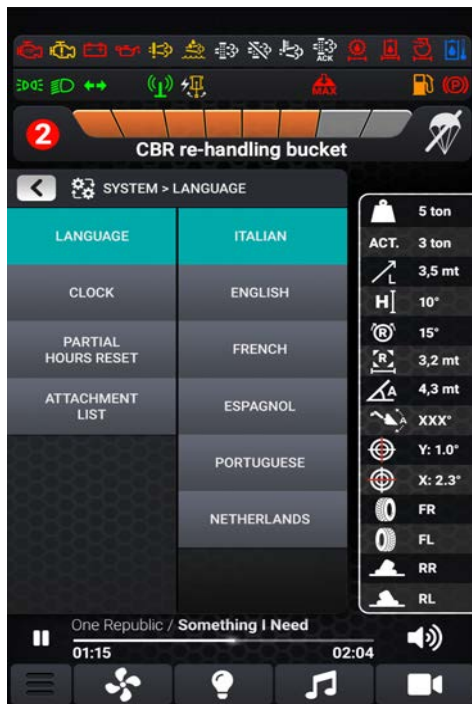 ACK
MAX
(P)
2
CBR re-handling bucket
SYSTEM > LANGUAGE
LANGUAGE
CLOCK
PARTIAL
HOURS RESET
ATTACHMENT
LIST
ITALIAN
ENGLISH
FRENCH
ESPAGNOL
PORTUGUESE
NETHERLANDS
5 ton
ACT. 3 ton
L 3,5 mt
H 10°
R 15°
R 3,2 mt
A 4,3 mt
A XXX°
Y: 1.0°
X: 2.3°
FR
FL
RR
RL
One Republic / Something I Need
01:15 02:04